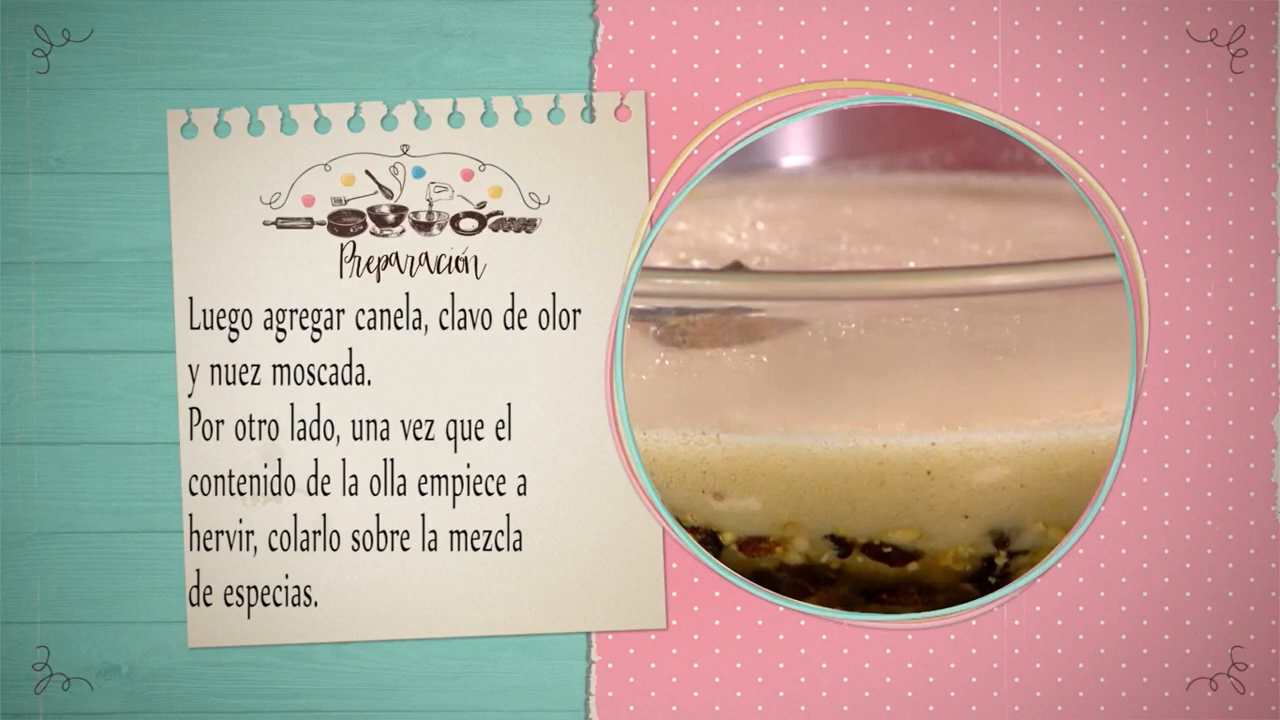 Preparación
Luego agregar canela, clavo de olor
y nuez moscada.
Por otro lado, una vez que el
contenido de la olla empiece a
hervir, colarlo sobre la mezcla
de especias.